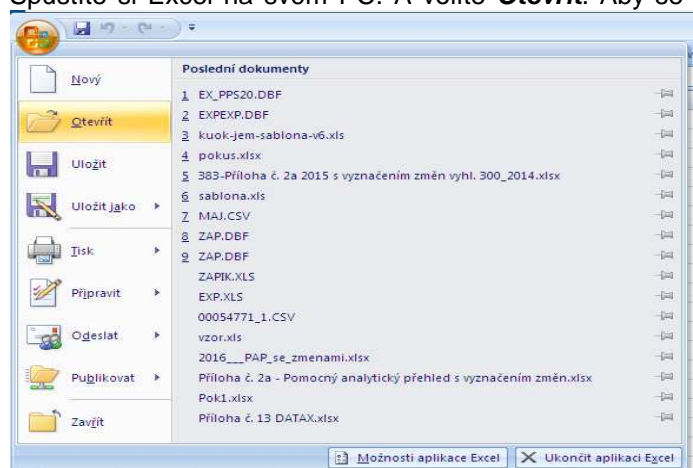 Spusťte si Excel na svém PC. A volíte Otevřít. Aby se
Nový
Otevřít
Uložit
Uložit jako
Tisk
Připravit
Odeslat
Publikovat
Zavřít
Poslední dokumenty
1 EX_PPS20.DBF
2 EXPEXP.DBF
3 kuok-jem-sablona-v6.xls
4 pokus.xlsx
5 383-Příloha č. 2a 2015 s vyznačením změn vyhl. 300_2014.xlsx
6 sablona.xls
7 MAJ.CSV
8 ZAP.DBF
9 ZAP.DBF
ZAPIK.XLS
EXP.XLS
00054771_1.CSV
vzor.xls
2016___PAP_se_zmenami.xlsx
Příloha č. 2a - Pomocný analytický přehled s vyznačením změn.xlsx
Pok1.xlsx
Příloha č. 13 DATAX.xlsx
Možnosti aplikace Excel
Ukončit aplikaci Excel